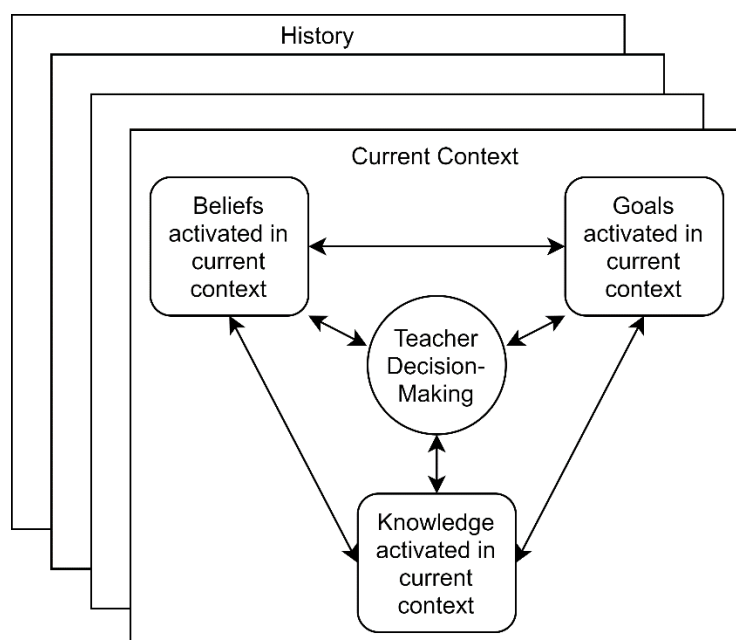 History
Current Context
Beliefs
activated in
current
context
Goals
activated in
current
context
Teacher
Decision-
Making
Knowledge
activated in
current
context